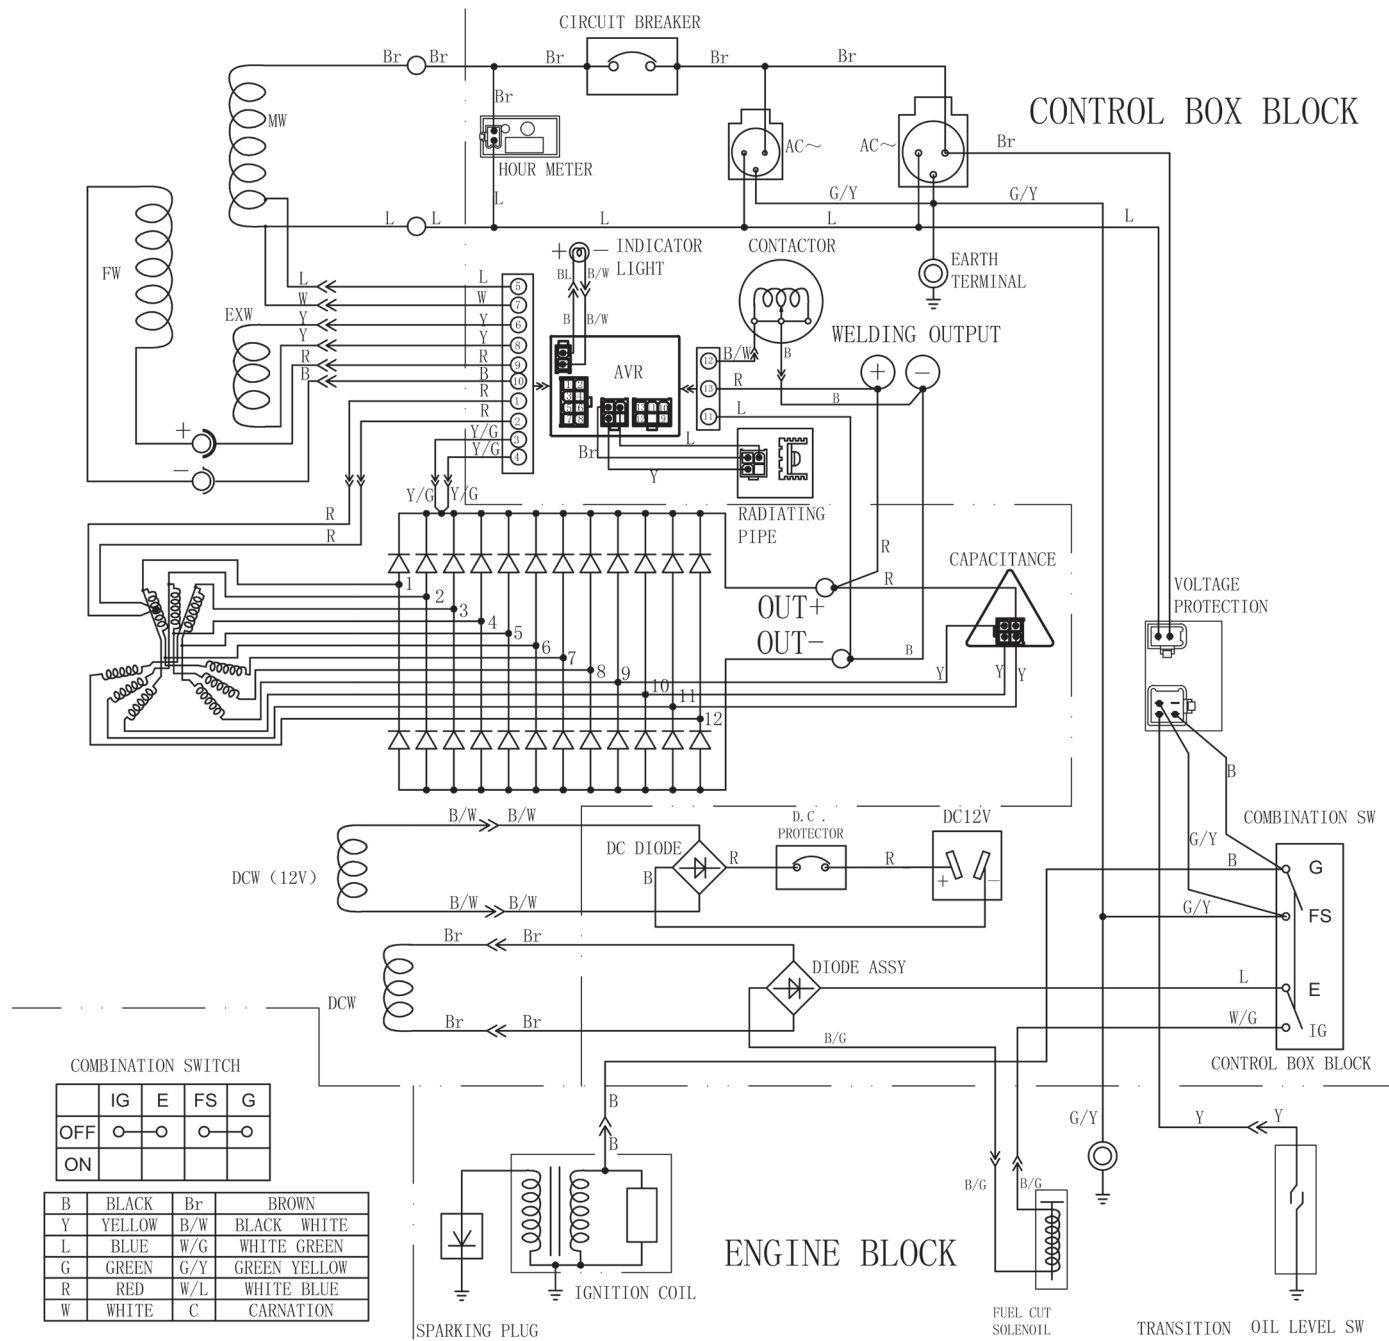 CIRCUIT BREAKER
Br Br Br Br Br
CONTROL BOX BLOCK
Br
MW
AC～
AC～
Br
HOUR METER
L
G/Y
G/Y
L L L L L
FW
INDICATOR
LIGHT
+ −
BL B/W
CONTACTOR
EARTH
TERMINAL
EXW
L L 5
W W 7
Y Y 6
Y Y 8
R R 9
B B 10
R 1
R 2
Y/G 3
Y/G 4
B B/W
AVR
12 B/W
13 R
11 L
B
B
WELDING OUTPUT
+ −
+
−
L
Br
Y
RADIATING
PIPE
Y/G Y/G
R
R
R
CAPACITANCE
R
OUT+
OUT-
B
Y Y Y
1
2
3
4
5
6
7
8
9
10
11
12
VOLTAGE
PROTECTION
B
G/Y
B
G/Y
COMBINATION SW
G
FS
E
IG
CONTROL BOX BLOCK
B/W B/W
DCW（12V）
B/W B/W
DC DIODE
B
R
D.C.
PROTECTOR
R
DC12V
+ −
Br Br
DCW
Br Br
DIODE ASSY
L
W/G
B/G
COMBINATION SWITCH
IG E FS G
OFF
ON
B BLACK Br BROWN
Y YELLOW B/W BLACK WHITE
L BLUE W/G WHITE GREEN
G GREEN G/Y GREEN YELLOW
R RED W/L WHITE BLUE
W WHITE C CARNATION
B
B
IGNITION COIL
SPARKING PLUG
ENGINE BLOCK
B/G B/G
FUEL CUT
SOLENOIL
G/Y
Y Y
TRANSITION OIL LEVEL SW